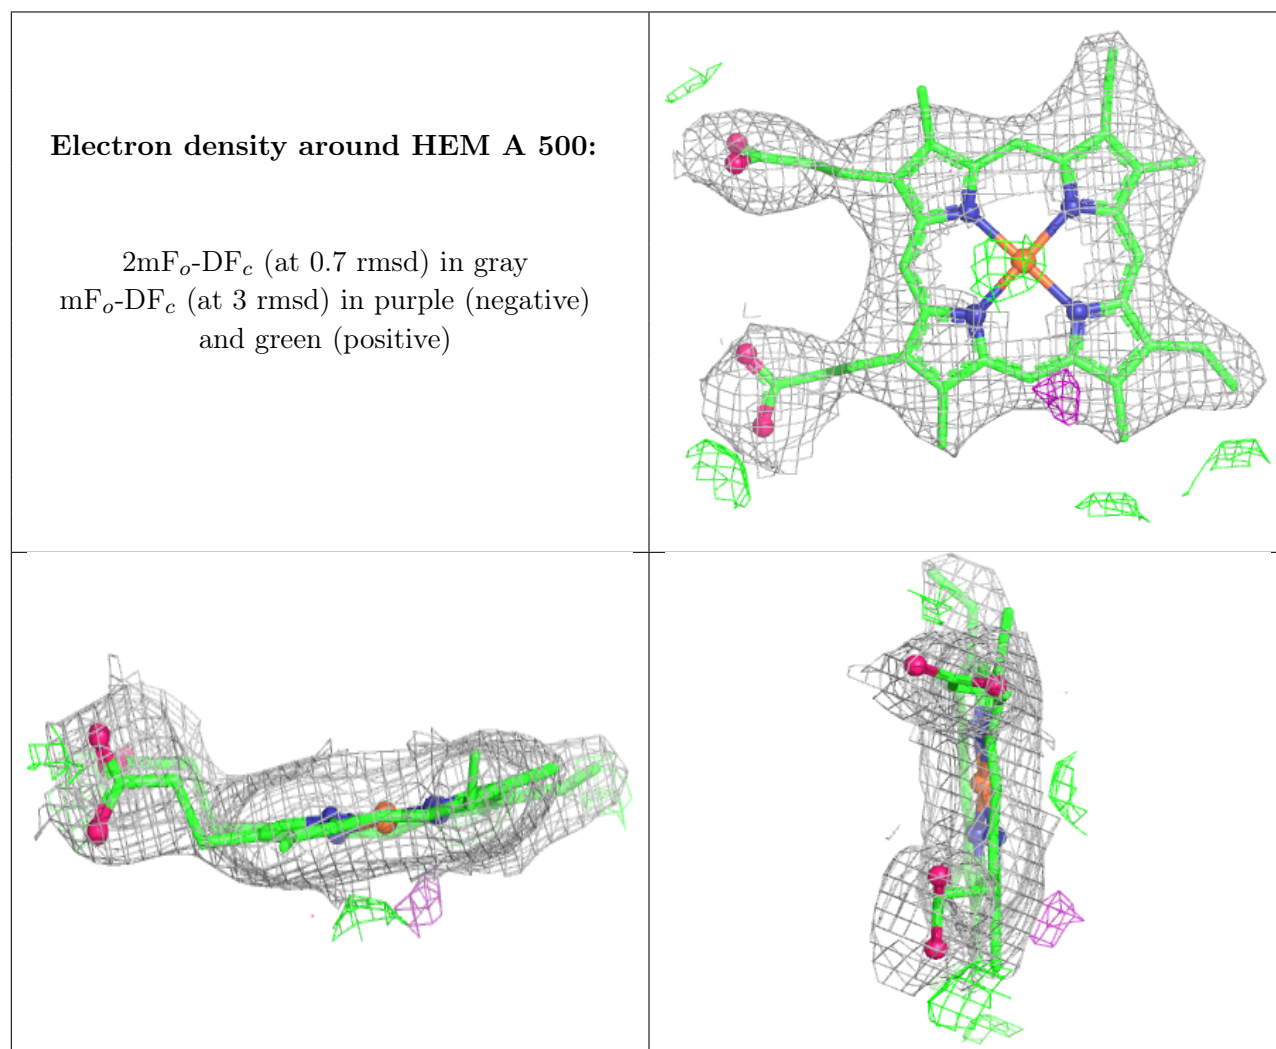 Electron density around HEM A 500:
2mFo-DFc (at 0.7 rmsd) in gray
mFo-DFc (at 3 rmsd) in purple (negative)
and green (positive)